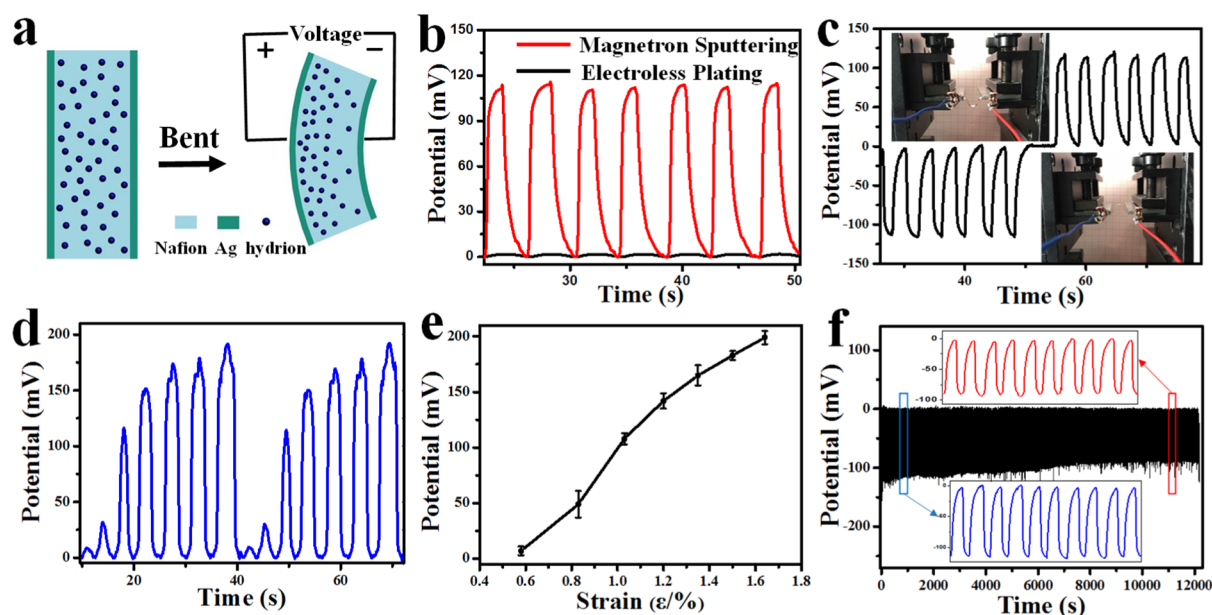 a
Voltage
+
−
Bent
Nafion Ag hydrion
b
Magnetron Sputtering
Electroless Plating
Potential (mV)
120
90
60
30
0
30 40 50
Time (s)
c
Potential (mV)
150
100
50
0
-50
-100
-150
40 60
Time (s)
d
Potential (mV)
200
150
100
50
0
20 40 60
Time (s)
e
Potential (mV)
200
150
100
50
0
0.4 0.6 0.8 1.0 1.2 1.4 1.6 1.8
Strain (ε/%)
f
Potential (mV)
100
0
-100
-200
0
-50
-100
0
-50
-100
0 2000 4000 6000 8000 10000 12000
Time (s)